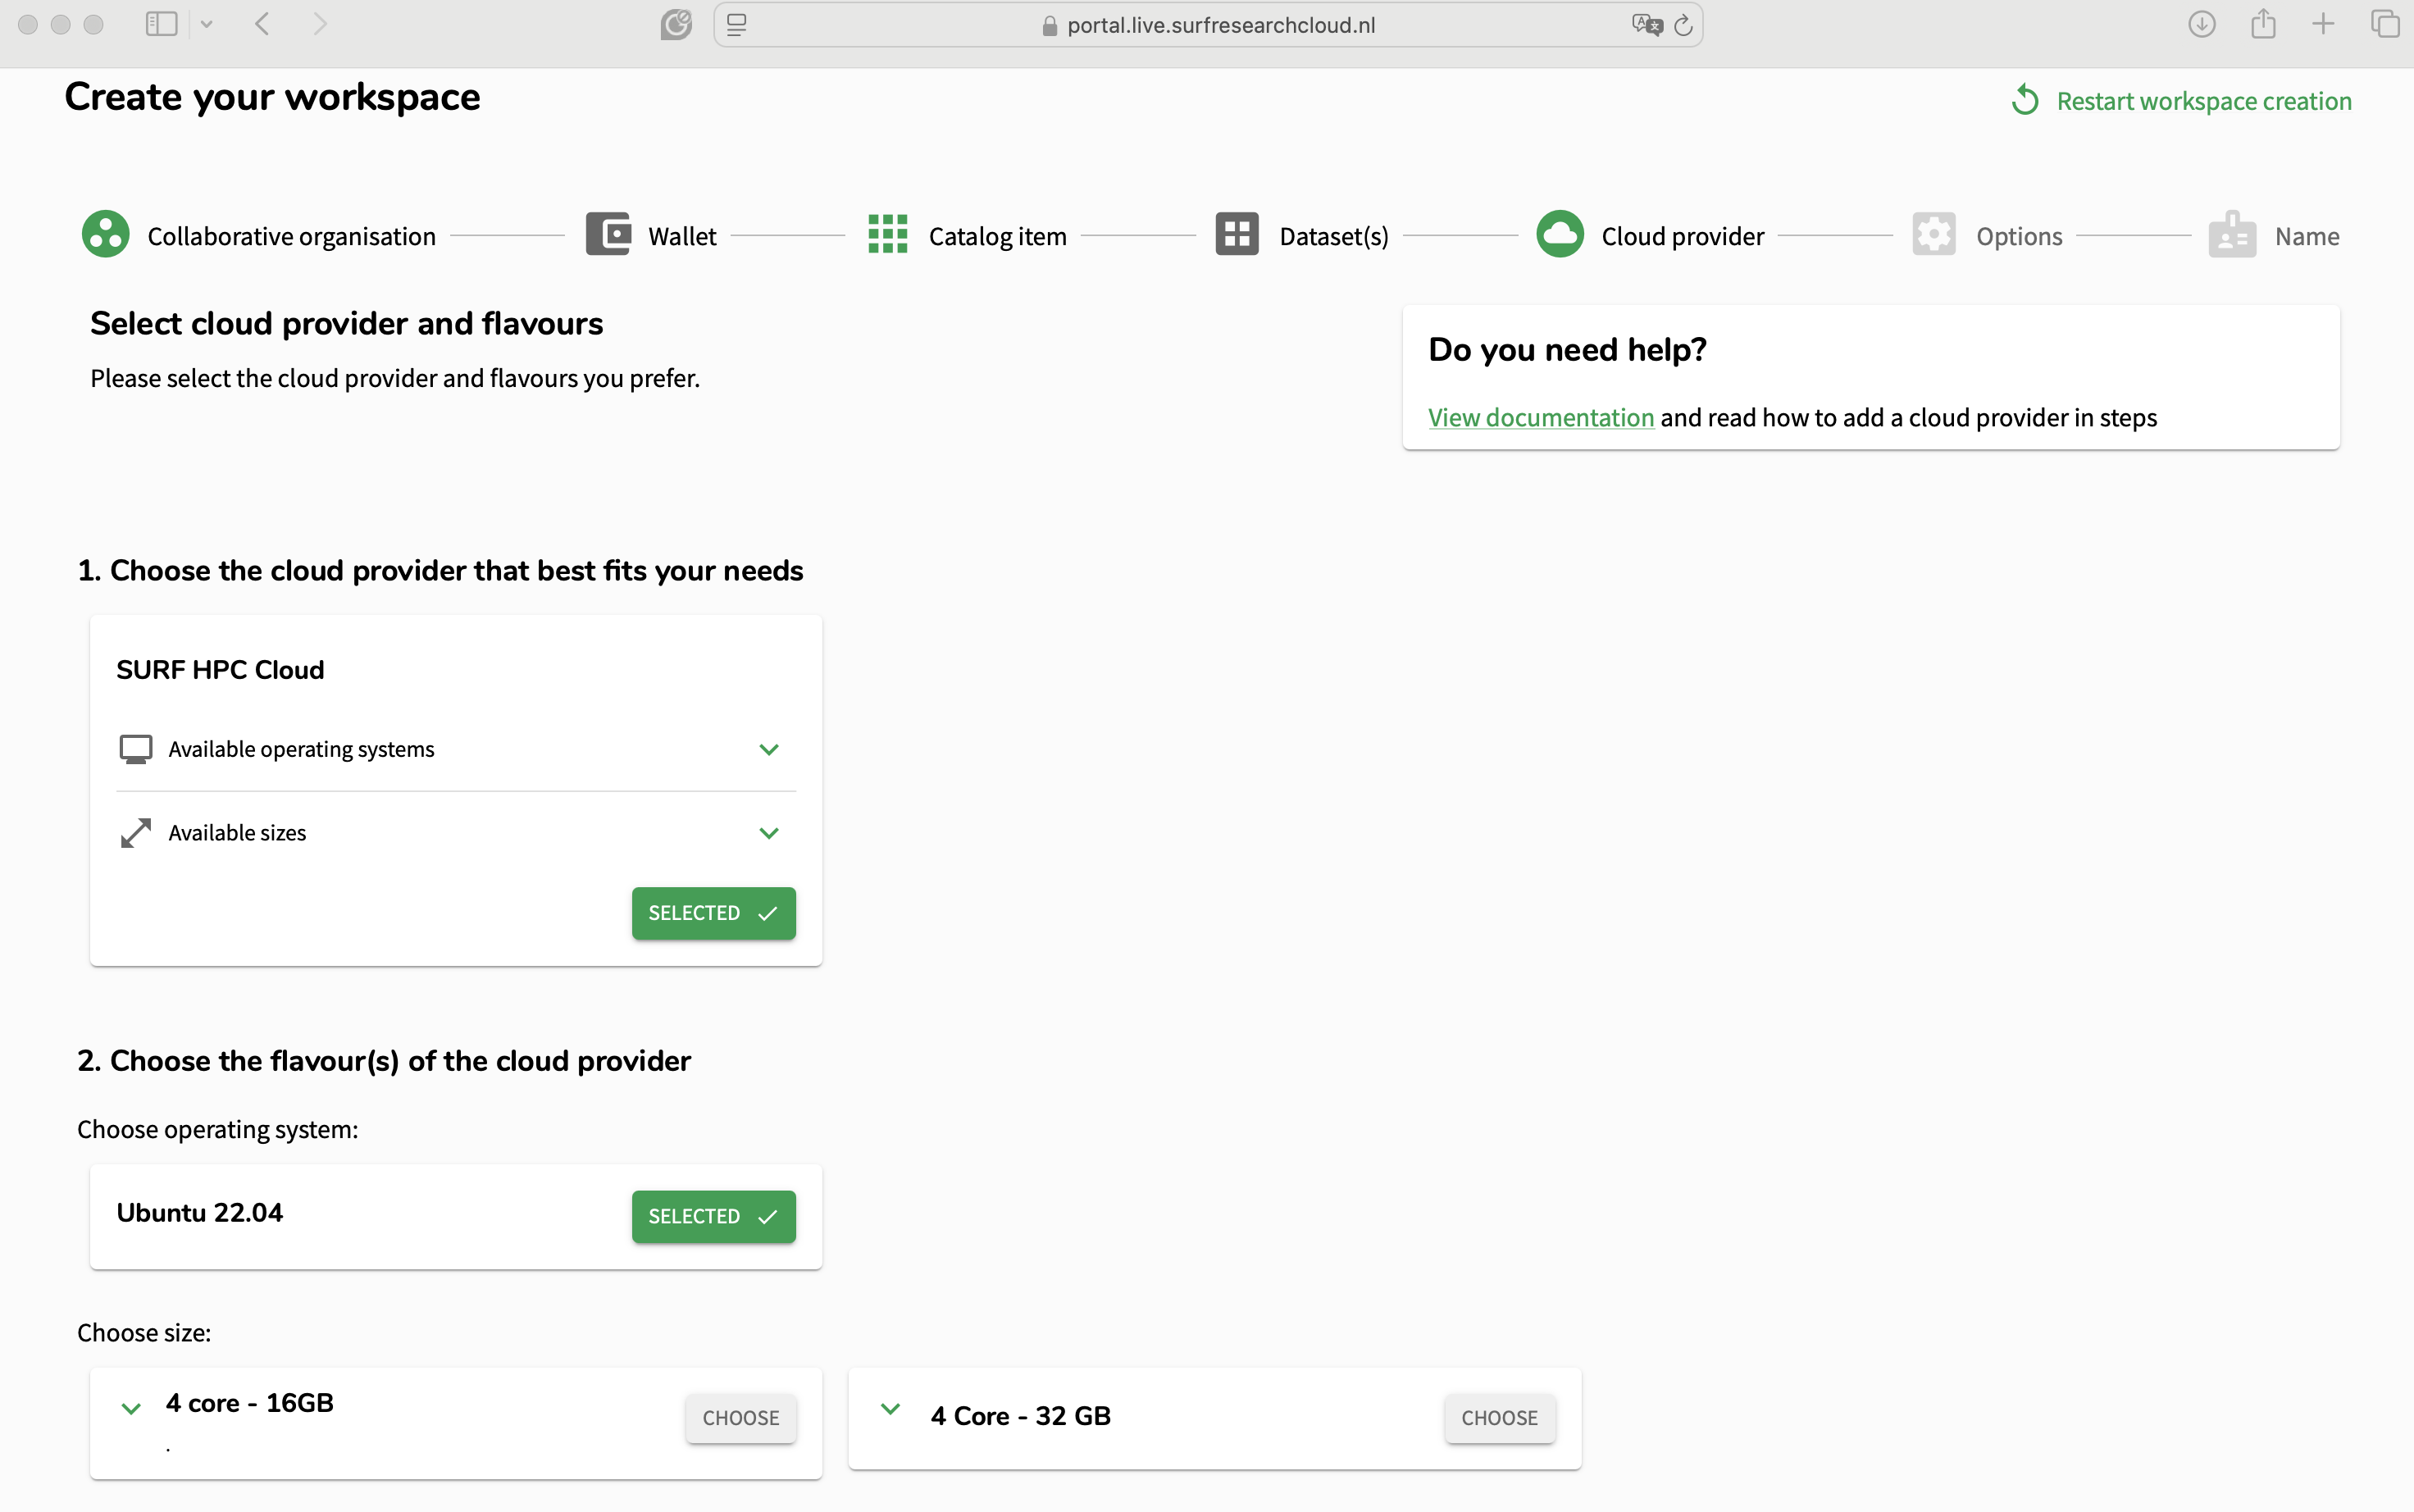 portal.live.surfresearchcloud.nl
Create your workspace
Restart workspace creation
Collaborative organisation
Wallet
Catalog item
Dataset(s)
Cloud provider
Options
Name
Select cloud provider and flavours
Please select the cloud provider and flavours you prefer.
Do you need help?
View documentation and read how to add a cloud provider in steps
1. Choose the cloud provider that best fits your needs
SURF HPC Cloud
Available operating systems
Available sizes
SELECTED
2. Choose the flavour(s) of the cloud provider
Choose operating system:
Ubuntu 22.04
SELECTED
Choose size:
4 core - 16GB
.
CHOOSE
4 Core - 32 GB
CHOOSE